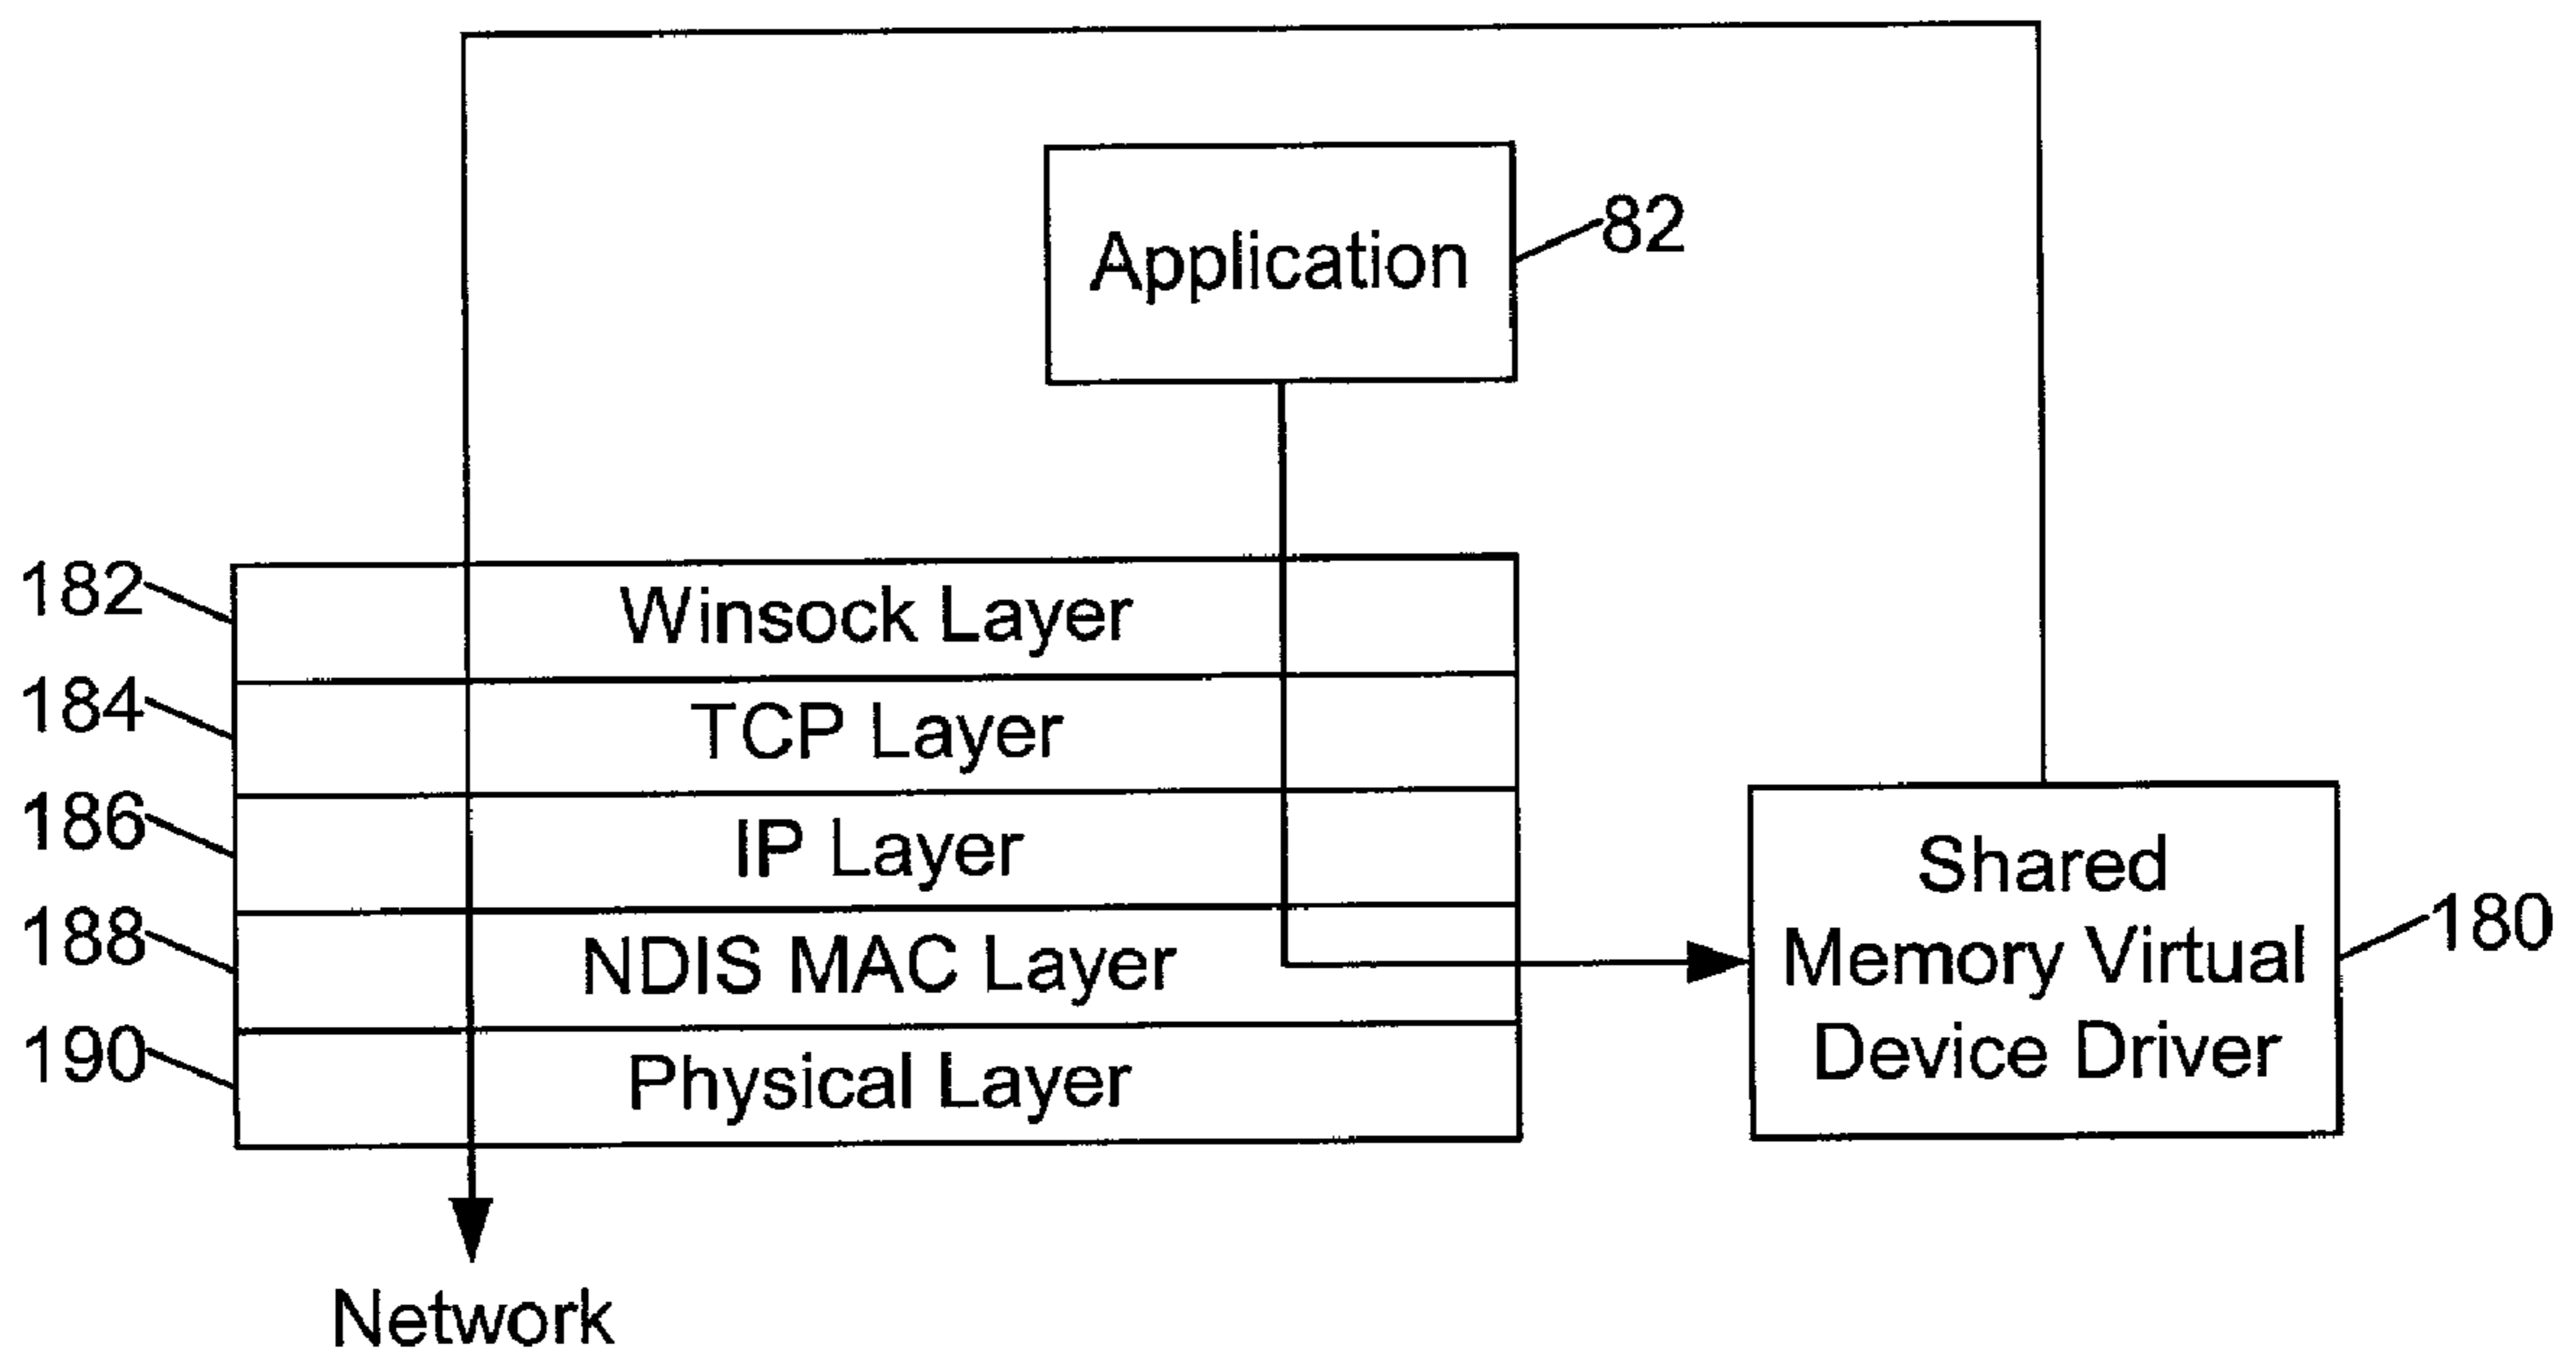 Application
82
182
Winsock Layer
184
TCP Layer
186
IP Layer
188
NDIS MAC Layer
190
Physical Layer
Shared
Memory Virtual
Device Driver
180
Network